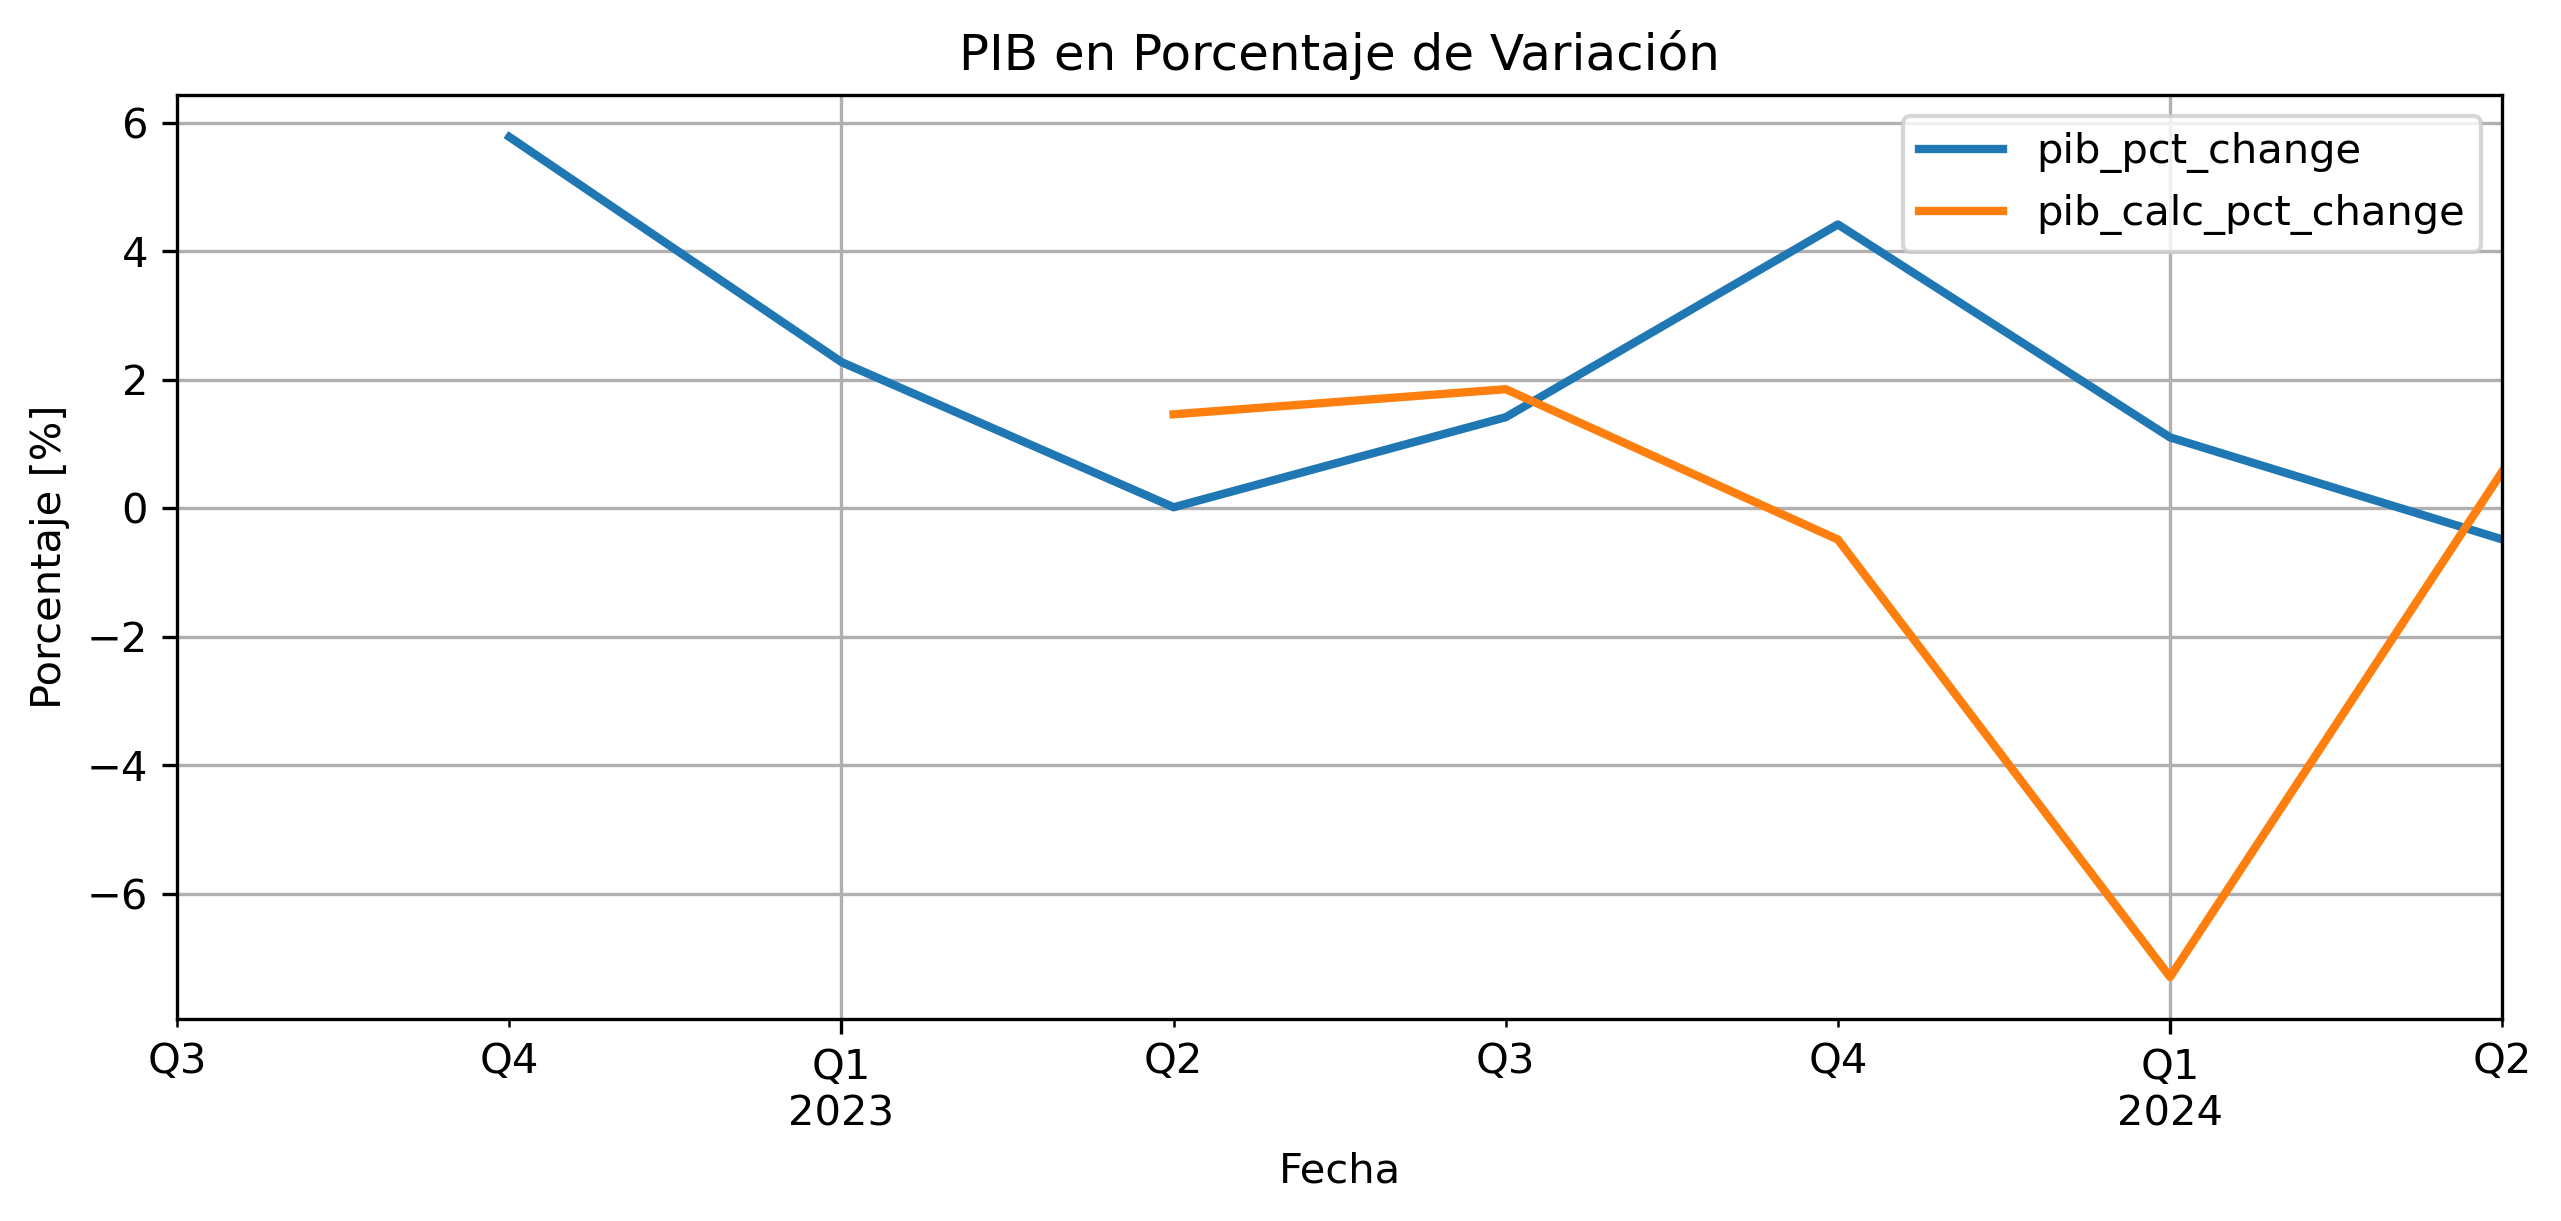 PIB en Porcentaje de Variación
pib_pct_change
pib_calc_pct_change
Porcentaje [%]
6
4
2
0
−2
−4
−6
Q3 Q4 Q1 Q2 Q3 Q4 Q1 Q2
2023 2024
Fecha